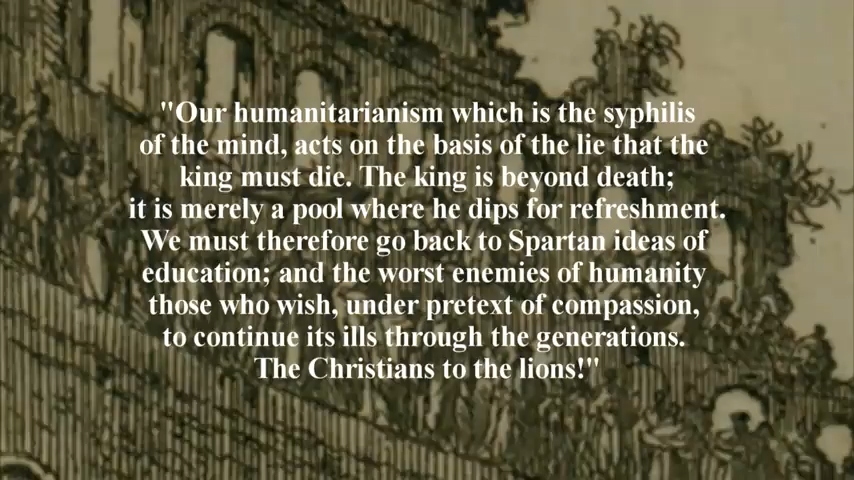 "Our humanitarianism which is the syphilis
of the mind, acts on the basis of the lie that the
king must die. The king is beyond death;
it is merely a pool where he dips for refreshment.
We must therefore go back to Spartan ideas of
education; and the worst enemies of humanity
those who wish, under pretext of compassion,
to continue its ills through the generations.
The Christians to the lions!"